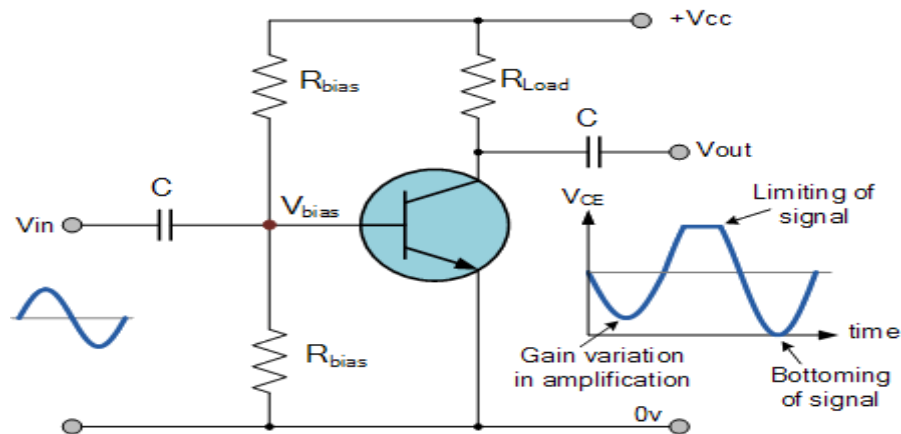 +Vcc
Rbias
RLoad
C
Vout
C
Vin
Vbias
VCE
Limiting of
signal
time
Gain variation
in amplification
Bottoming
of signal
Rbias
0v